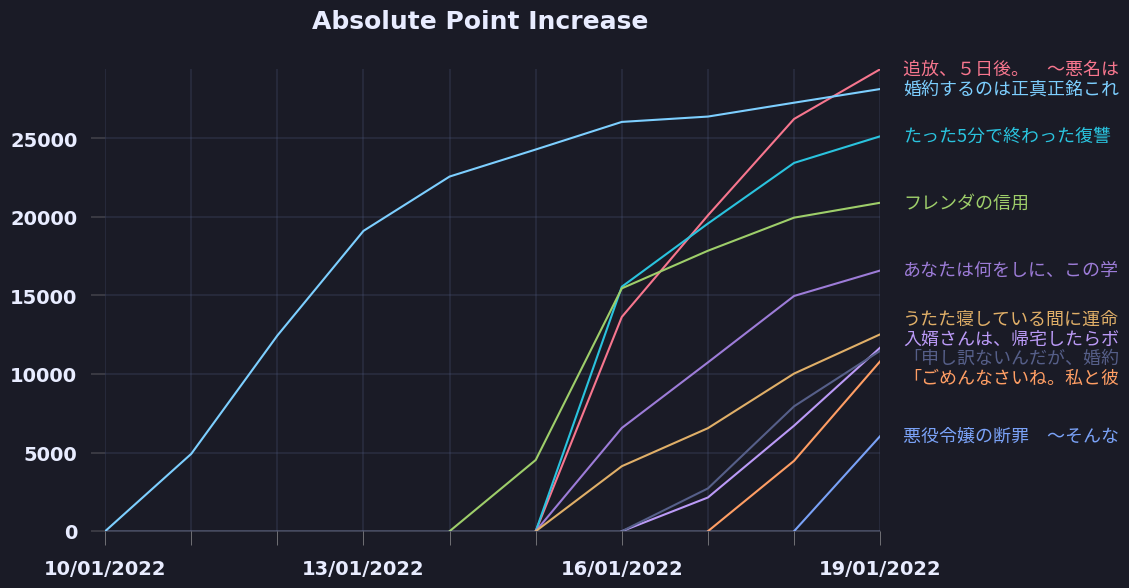 Absolute Point Increase
追放、５日後。　～悪名は
婚約するのは正真正銘これ
たった5分で終わった復讐
フレンダの信用
あなたは何をしに、この学
うたた寝している間に運命
入婿さんは、帰宅したらボ
「申し訳ないんだが、婚約
「ごめんなさいね。私と彼
悪役令嬢の断罪　～そんな
25000
20000
15000
10000
5000
0
10/01/2022
13/01/2022
16/01/2022
19/01/2022